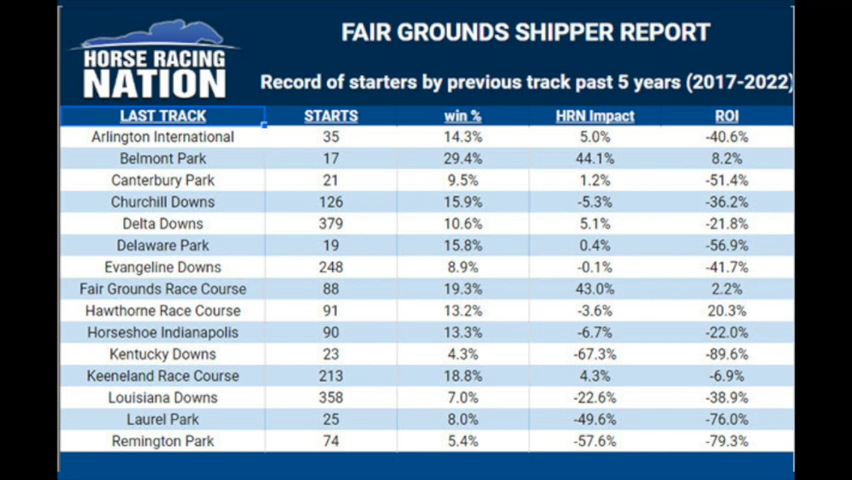 FAIR GROUNDS SHIPPER REPORT
HORSE RACING
NATION
Record of starters by previous track past 5 years (2017-2022)
LAST TRACK STARTS win % HRN Impact ROI
Arlington International 35 14.3% 5.0% -40.6%
Belmont Park 17 29.4% 44.1% 8.2%
Canterbury Park 21 9.5% 1.2% -51.4%
Churchill Downs 126 15.9% -5.3% -36.2%
Delta Downs 379 10.6% 5.1% -21.8%
Delaware Park 19 15.8% 0.4% -56.9%
Evangeline Downs 248 8.9% -0.1% -41.7%
Fair Grounds Race Course 88 19.3% 43.0% 2.2%
Hawthorne Race Course 91 13.2% -3.6% 20.3%
Horseshoe Indianapolis 90 13.3% -6.7% -22.0%
Kentucky Downs 23 4.3% -67.3% -89.6%
Keeneland Race Course 213 18.8% 4.3% -6.9%
Louisiana Downs 358 7.0% -22.6% -38.9%
Laurel Park 25 8.0% -49.6% -76.0%
Remington Park 74 5.4% -57.6% -79.3%